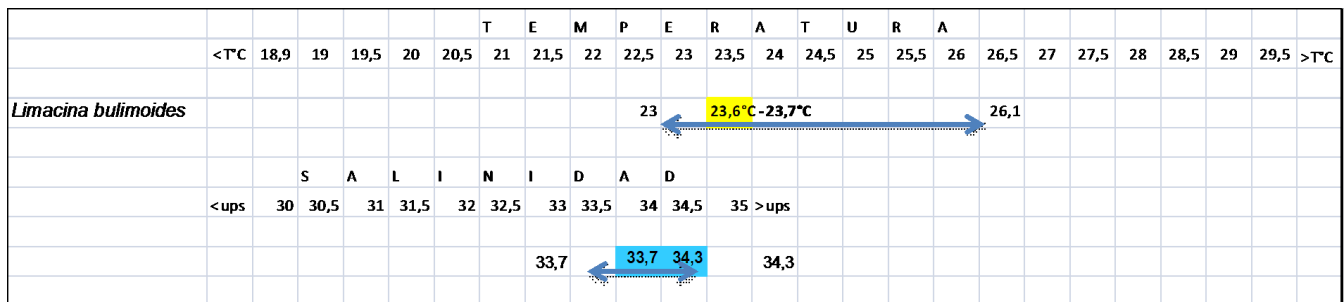 T E M P E R A T U R A
<T°C 18,9 19 19,5 20 20,5 21 21,5 22 22,5 23 23,5 24 24,5 25 25,5 26 26,5 27 27,5 28 28,5 29 29,5 >T°C
Limacina bulimoides 23 23,6°C -23,7°C 26,1
S A L I N I D A D
<ups 30 30,5 31 31,5 32 32,5 33 33,5 34 34,5 35 >ups
33,7 33,7 34,3 34,3